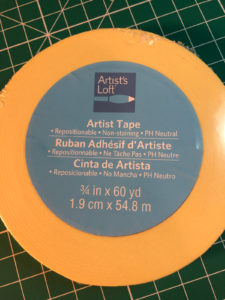 Artist's
Loft
Artist Tape
• Repositionable • Non-staining • PH Neutral
Ruban Adhésif d'Artiste
• Repositionnable • Ne Tacho Pas • PH Neutre
Cinta de Artista
• Reposicionable • No Mancha • PH Neutro
¾ in x 60 yd
1.9 cm x 54.8 m